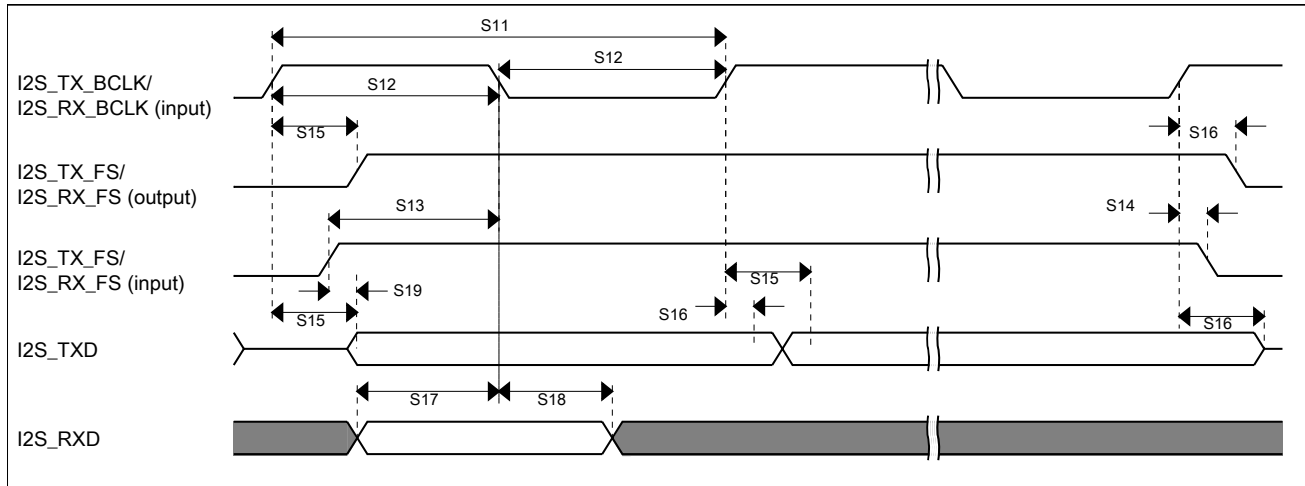 S11
S12
I2S_TX_BCLK/
I2S_RX_BCLK (input)
S12
S15
S16
I2S_TX_FS/
I2S_RX_FS (output)
S13
S14
I2S_TX_FS/
I2S_RX_FS (input)
S15
S19
S15
S16
S16
I2S_TXD
S17
S18
I2S_RXD